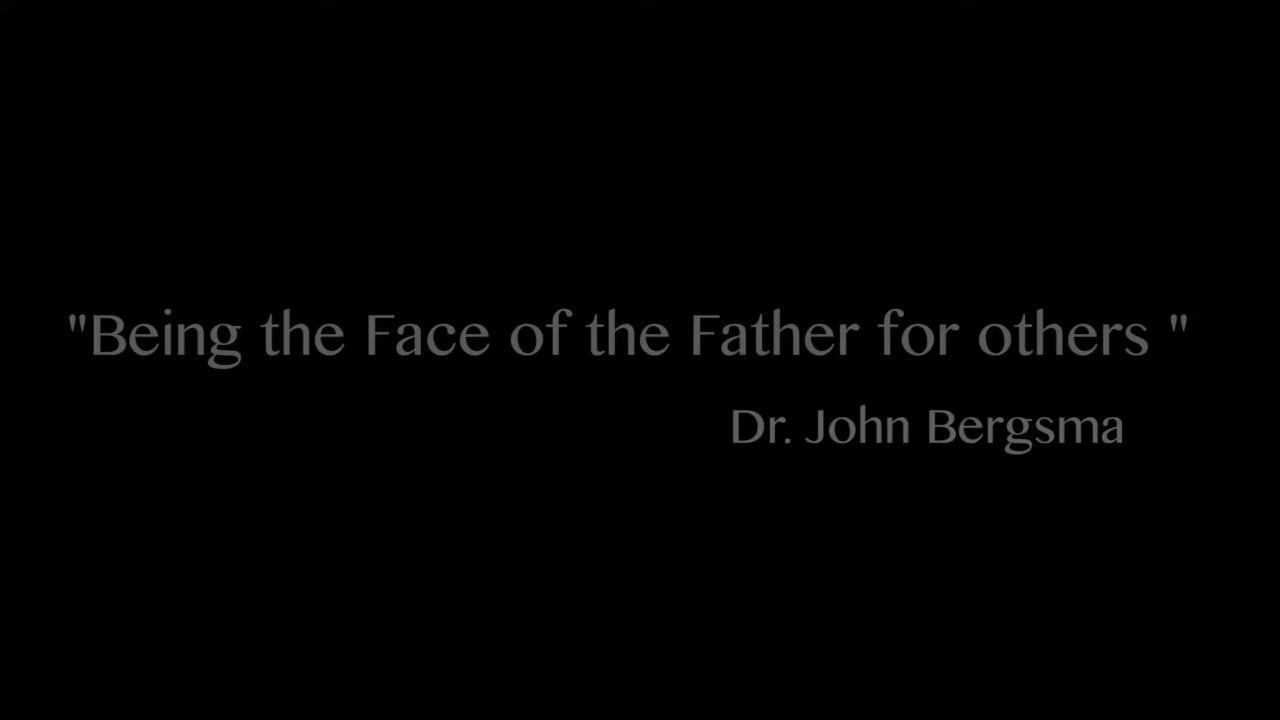 "Being the Face of the Father for others "
Dr. John Bergsma